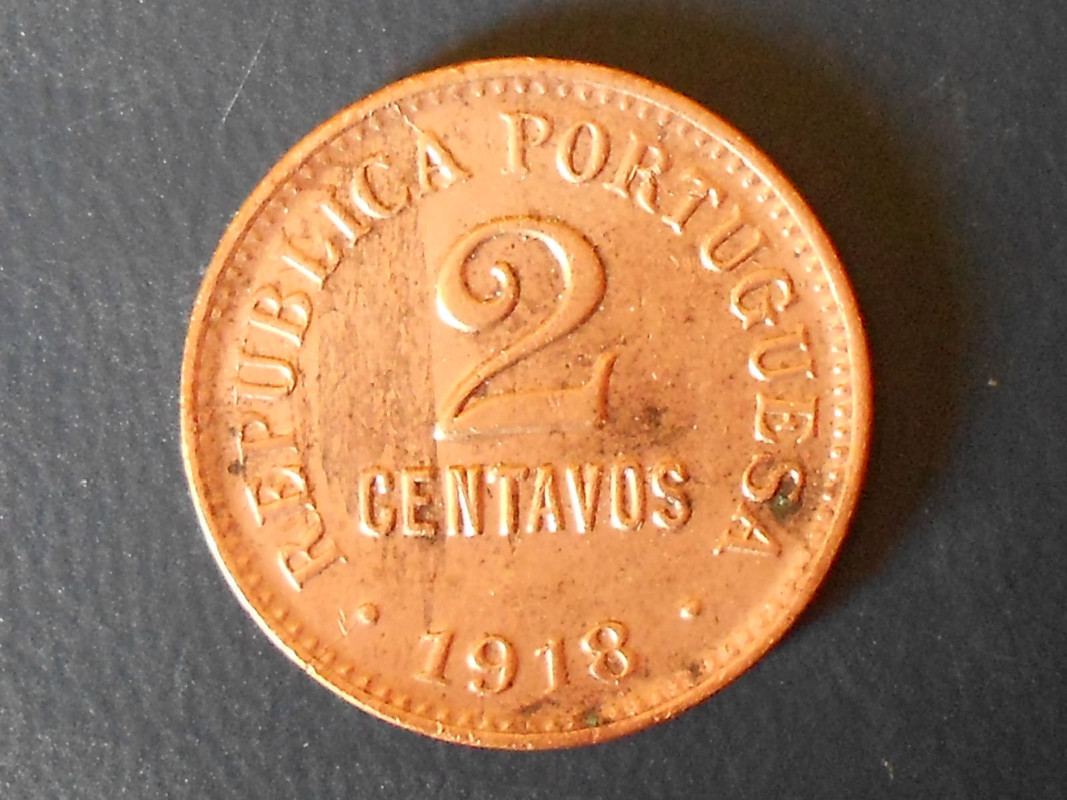 REPUBLICA PORTUGUESA
2
CENTAVOS
· 1918 ·